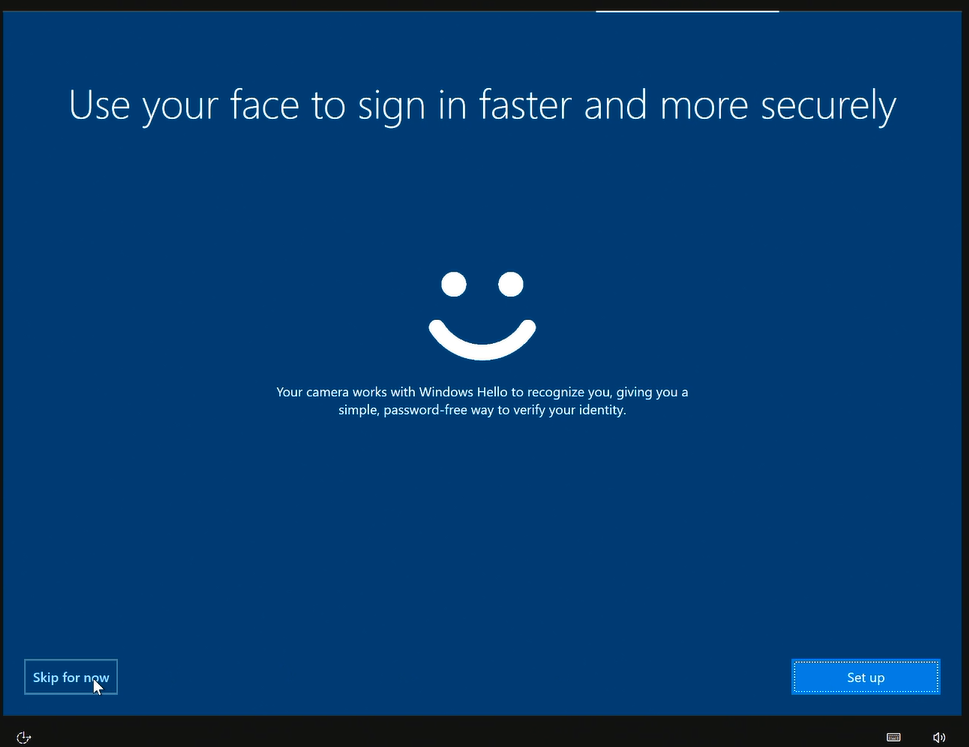 Use your face to sign in faster and more securely
Your camera works with Windows Hello to recognize you, giving you a
simple, password-free way to verify your identity.
Skip for now
Set up